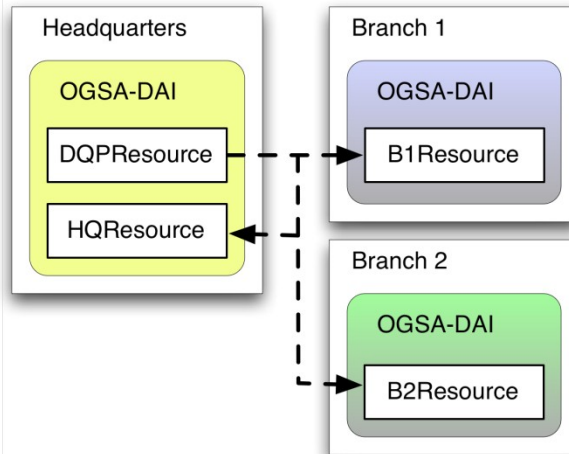 Headquarters
OGSA-DAI
DQPResource
HQResource
Branch 1
OGSA-DAI
B1Resource
Branch 2
OGSA-DAI
B2Resource